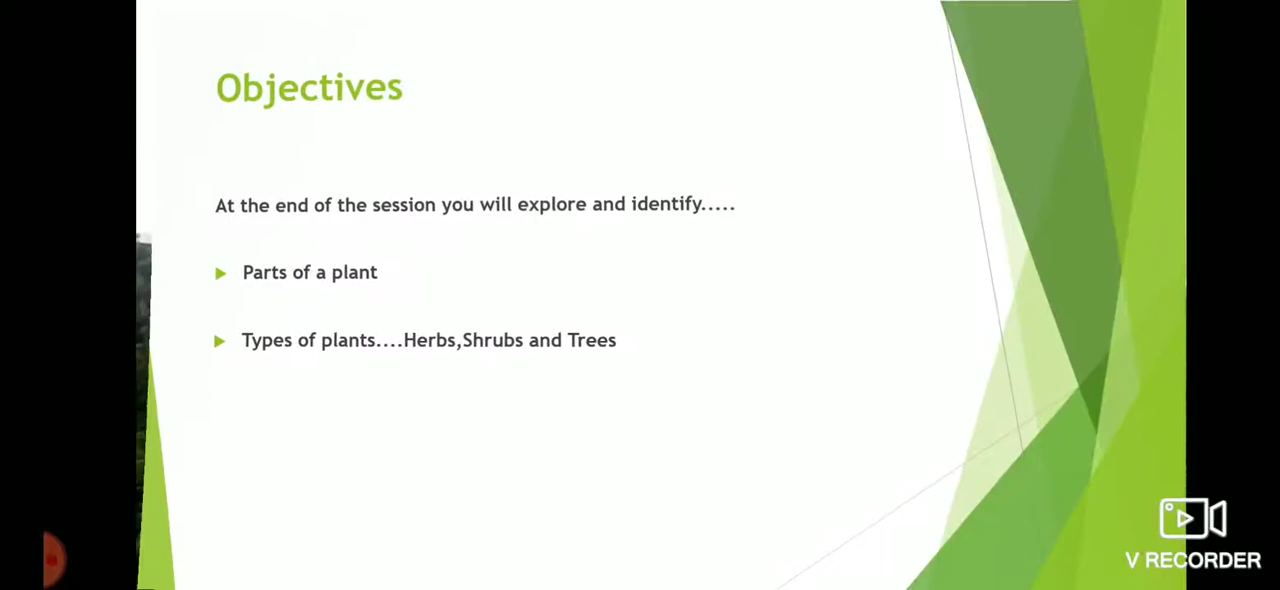 Objectives
At the end of the session you will explore and identify.....
Parts of a plant
Types of plants....Herbs,Shrubs and Trees
V RECORDER